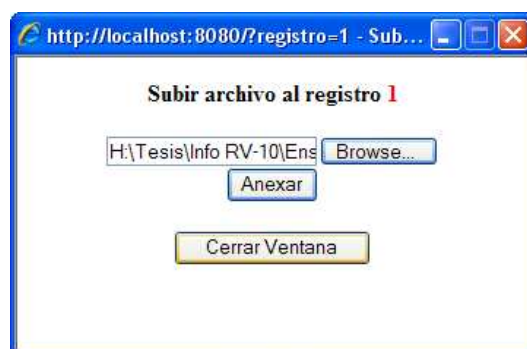 http://localhost:8080/?registro=1 - Sub...
Subir archivo al registro 1
H:\Tesis\Info RV-10\Ens Browse...
Anexar
Cerrar Ventana